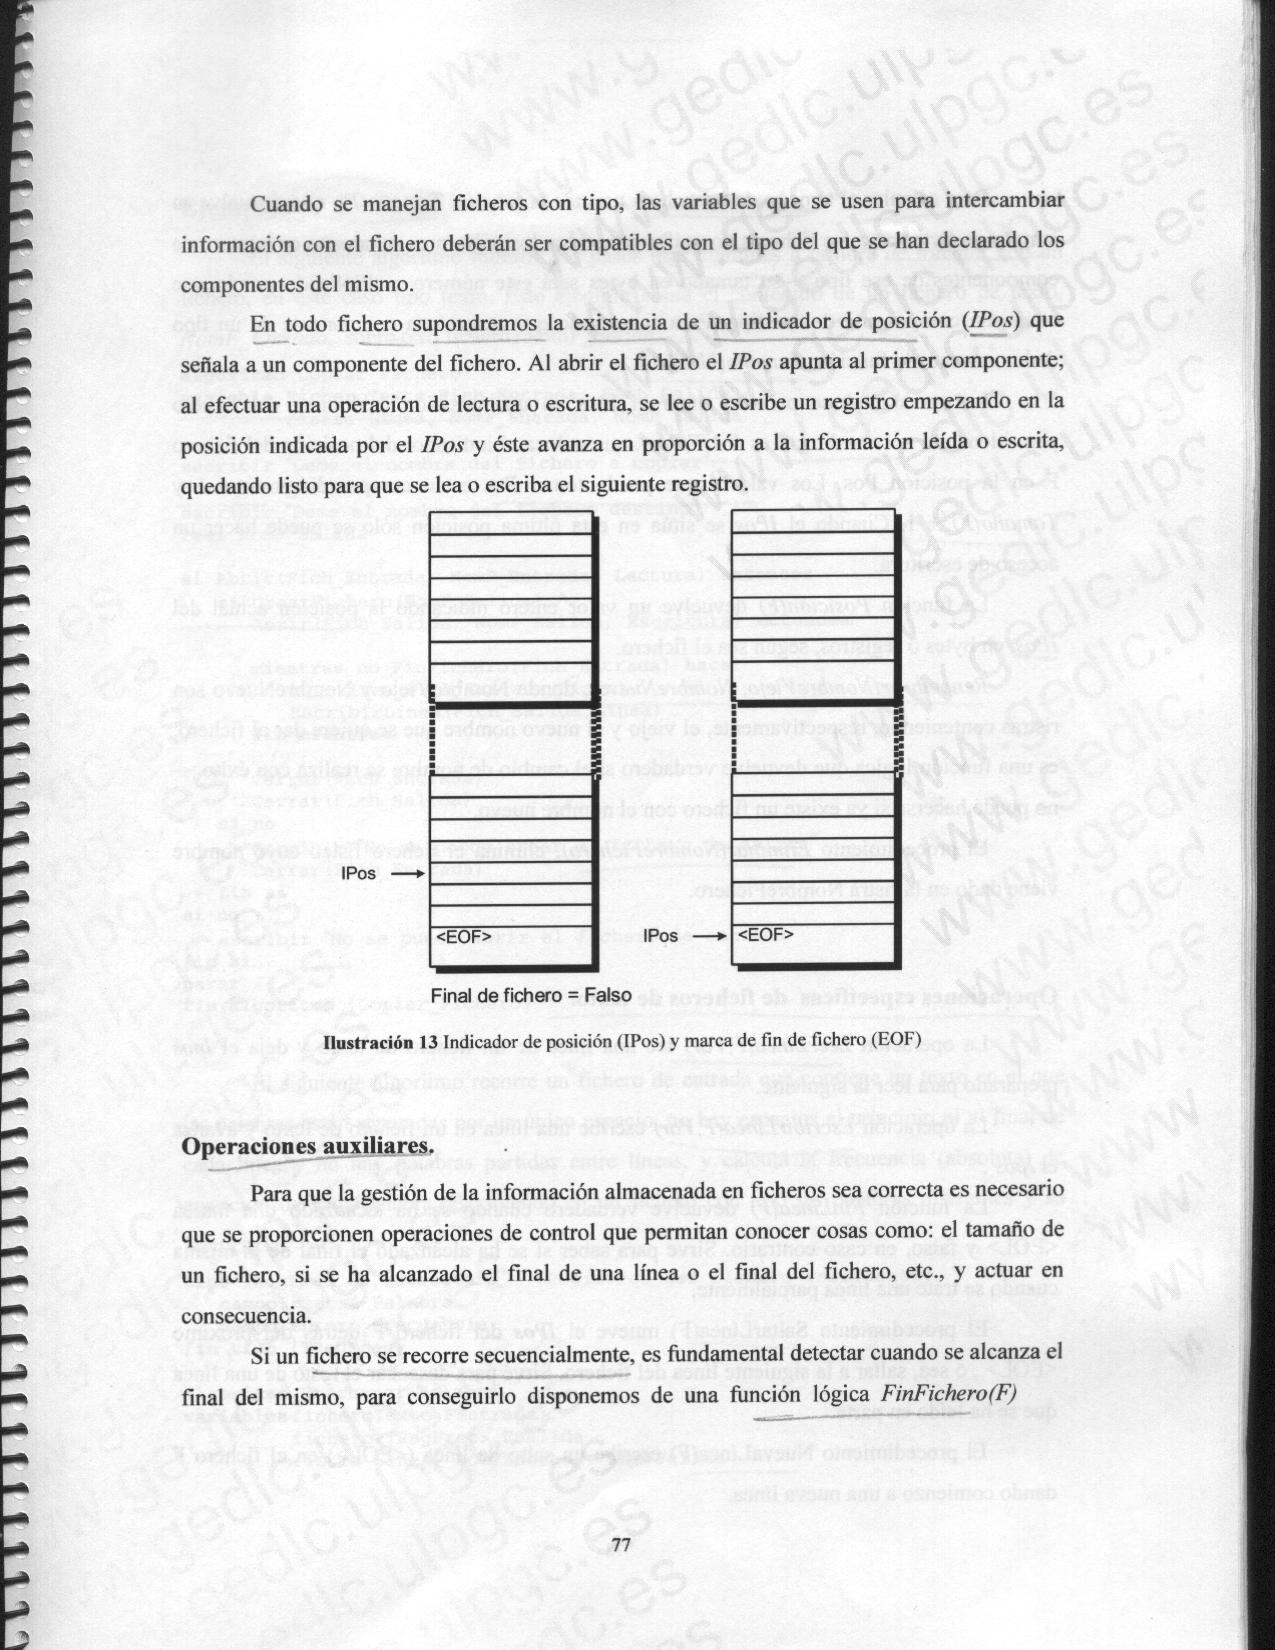 Cuando se manejan ficheros con tipo, las variables que se usen para intercambiar
información con el fichero deberán ser compatibles con el tipo del que se han declarado los
componentes del mismo.
En todo fichero supondremos la existencia de un indicador de posición (IPos) que
señala a un componente del fichero. Al abrir el fichero el IPos apunta al primer componente;
al efectuar una operación de lectura o escritura, se lee o escribe un registro empezando en la
posición indicada por el IPos y éste avanza en proporción a la información leída o escrita,
quedando listo para que se lea o escriba el siguiente registro.
IPos
<EOF>
IPos
<EOF>
Final de fichero = Falso
Ilustración 13 Indicador de posición (IPos) y marca de fin de fichero (EOF)
Operaciones auxiliares.
Para que la gestión de la información almacenada en ficheros sea correcta es necesario
que se proporcionen operaciones de control que permitan conocer cosas como: el tamaño de
un fichero, si se ha alcanzado el final de una línea o el final del fichero, etc., y actuar en
consecuencia.
Si un fichero se recorre secuencialmente, es fundamental detectar cuando se alcanza el
final del mismo, para conseguirlo disponemos de una función lógica FinFichero(F)
77
www.gedlc.ulpgc.es